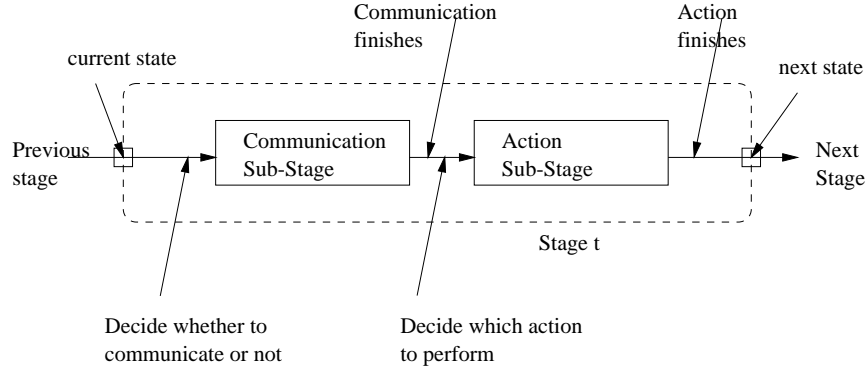 Communication
finishes
Action
finishes
current state
next state
Previous
stage
Communication
Sub-Stage
Action
Sub-Stage
Next
Stage
Stage t
Decide whether to
communicate or not
Decide which action
to perform